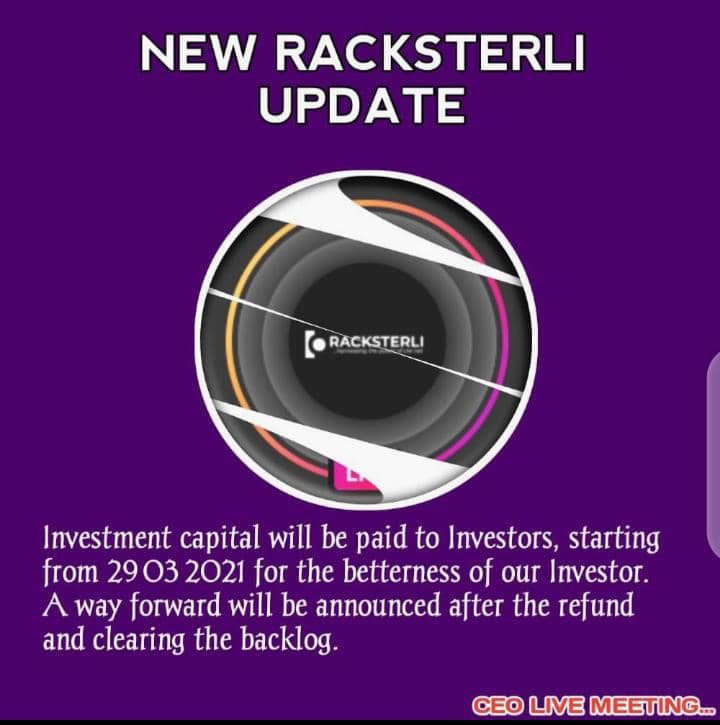 NEW RACKSTERLI
UPDATE
RACKSTERLI
Investment capital will be paid to Investors, starting
from 29 03 2021 for the betterness of our Investor.
A way forward will be announced after the refund
and clearing the backlog.
CEO LIVE MEETING...